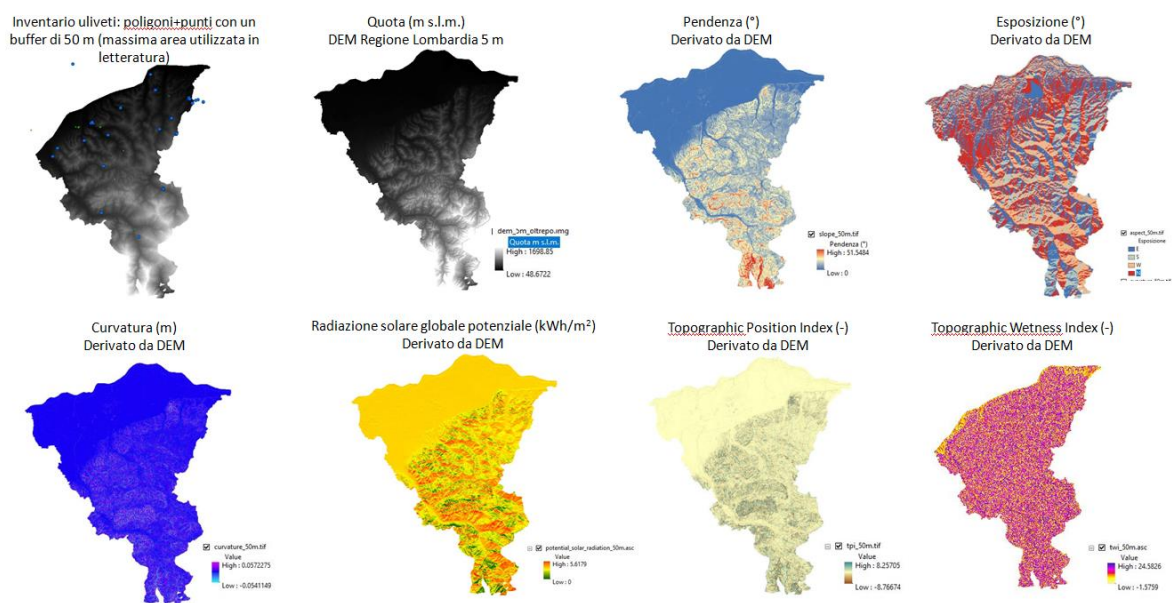 Inventario uliveti: poligoni+punti con un
buffer di 50 m (massima area utilizzata in
letteratura)
Quota (m s.l.m.)
DEM Regione Lombardia 5 m
dem_5m_oltrepo.img
Quota m s.l.m.
High : 1698.85
Low : 48.6722
Pendenza (°)
Derivato da DEM
slope_50m.tif
Pendenza (°)
High : 51.5484
Low : 0
Esposizione (°)
Derivato da DEM
aspect_50m.tif
Esposizione
E
S
W
N
Curvatura (m)
Derivato da DEM
curvature_50m.tif
Value
High : 0.0572275
Low : -0.0541149
Radiazione solare globale potenziale (kWh/m²)
Derivato da DEM
potential_solar_radiation_50m.asc
Value
High : 5.6179
Low : 0
Topographic Position Index (-)
Derivato da DEM
tpi_50m.tif
Value
High : 8.25705
Low : -8.76674
Topographic Wetness Index (-)
Derivato da DEM
twi_50m.asc
Value
High : 24.5826
Low : -1.5759